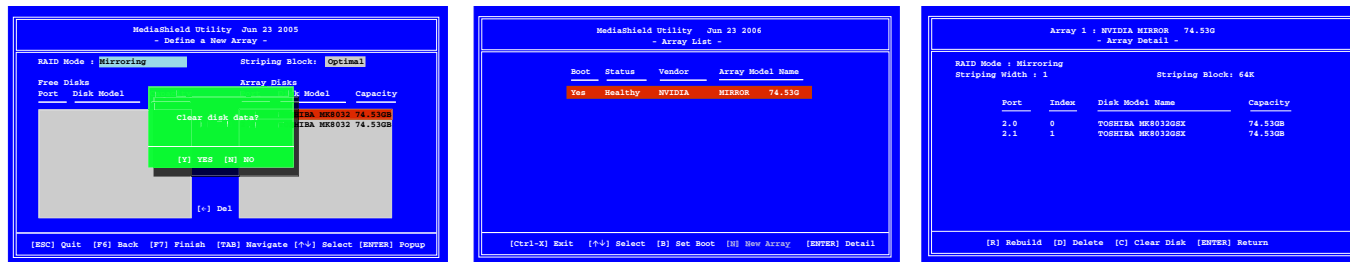 MediaShield Utility Jun 23 2005
- Define a New Array -
RAID Mode : Mirroring Striping Block: Optimal
Free Disks Array Disks
Port Disk Model k Model Capacity
Clear disk data?
[Y] YES [N] NO
HIBA MK8032 74.53GB
HIBA MK8032 74.53GB
[←] Del
[ESC] Quit [F6] Back [F7] Finish [TAB] Navigate [↑↓] Select [ENTER] Popup
MediaShield Utility Jun 23 2006
- Array List -
Boot Status Vendor Array Model Name
Yes Healthy NVIDIA MIRROR 74.53G
[Ctrl-X] Exit [↑↓] Select [B] Set Boot [N] New Array [ENTER] Detail
Array 1 : NVIDIA MIRROR 74.53G
- Array Detail -
RAID Mode : Mirroring
Striping Width : 1 Striping Block: 64K
Port Index Disk Model Name Capacity
2.0 0 TOSHIBA MK8032GSX 74.53GB
2.1 1 TOSHIBA MK8032GSX 74.53GB
[R] Rebuild [D] Delete [C] Clear Disk [ENTER] Return